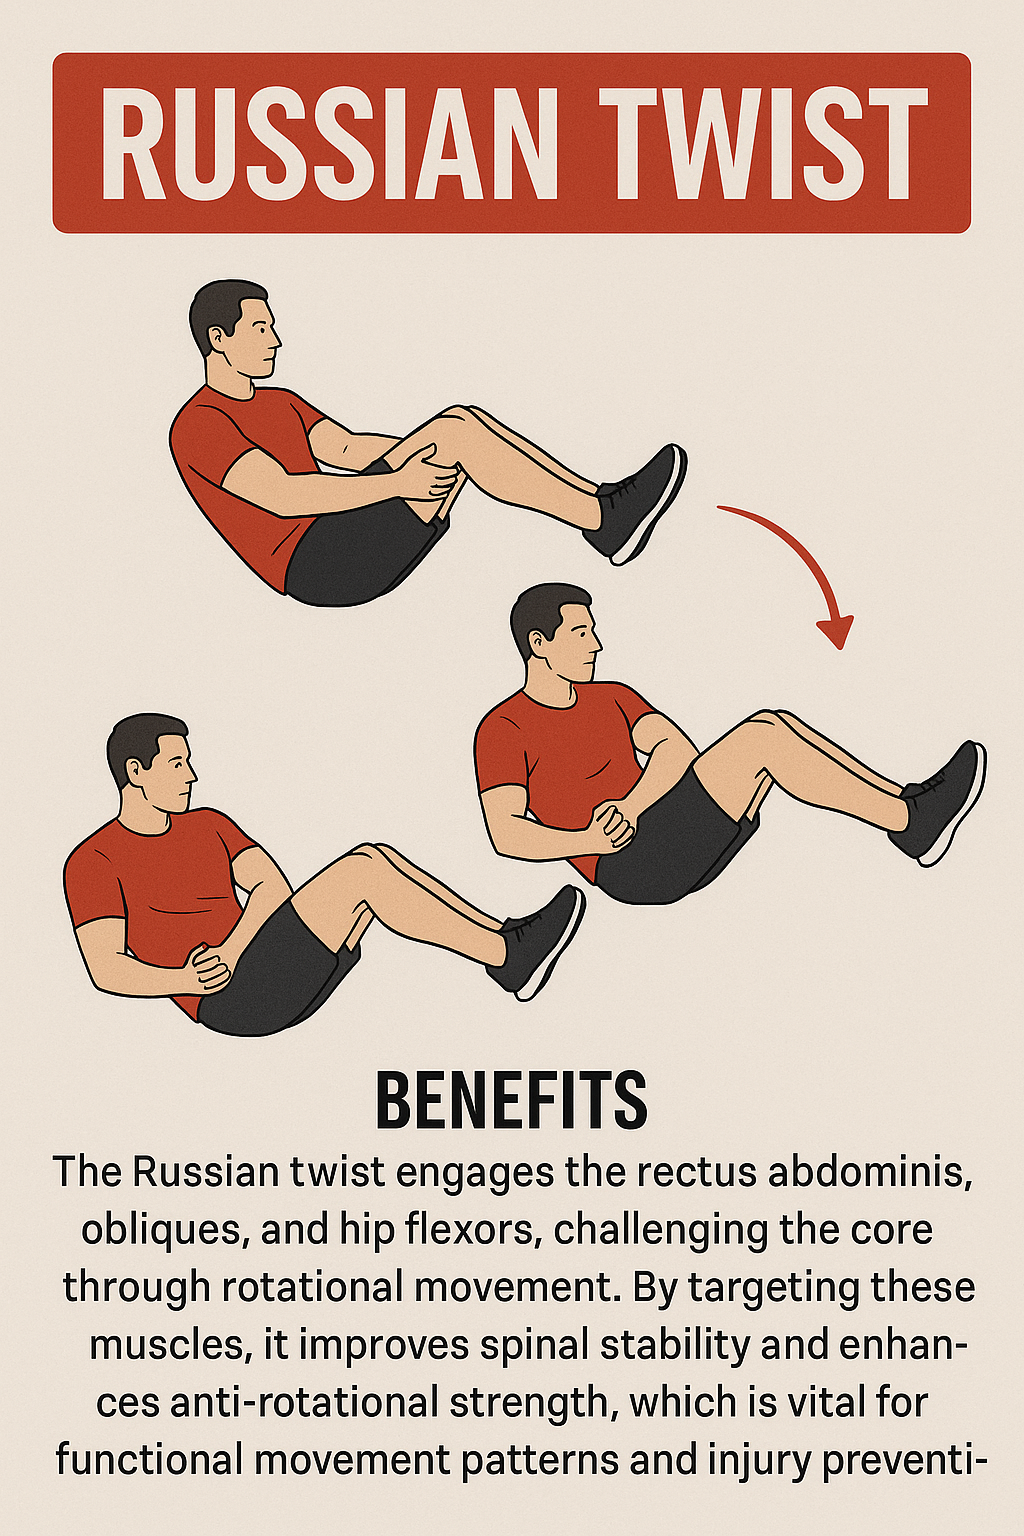 RUSSIAN TWIST
BENEFITS
The Russian twist engages the rectus abdominis,
obliques, and hip flexors, challenging the core
through rotational movement. By targeting these
muscles, it improves spinal stability and enhan-
ces anti-rotational strength, which is vital for
functional movement patterns and injury preventi-